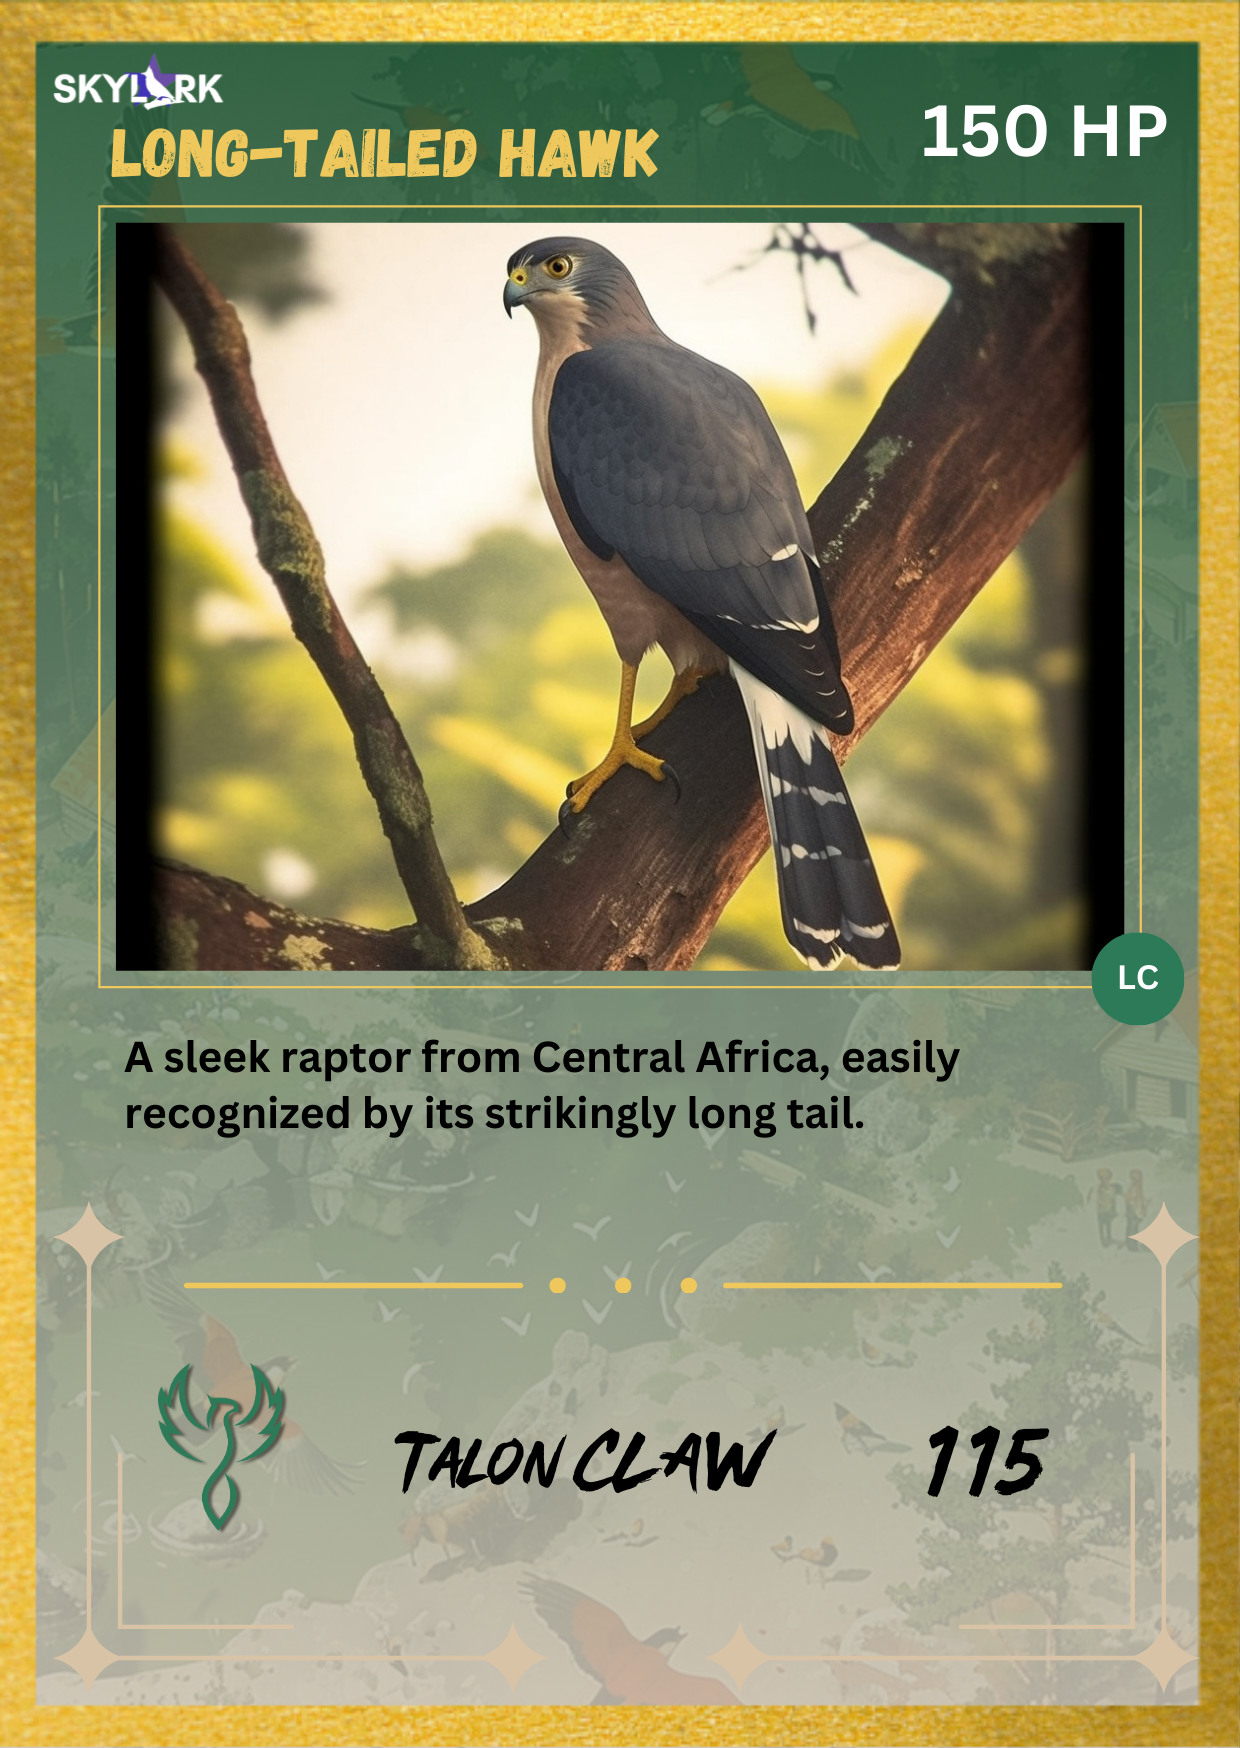 SKYLARK
LONG-TAILED HAWK
150 HP
LC
A sleek raptor from Central Africa, easily
recognized by its strikingly long tail.
TALON CLAW
115